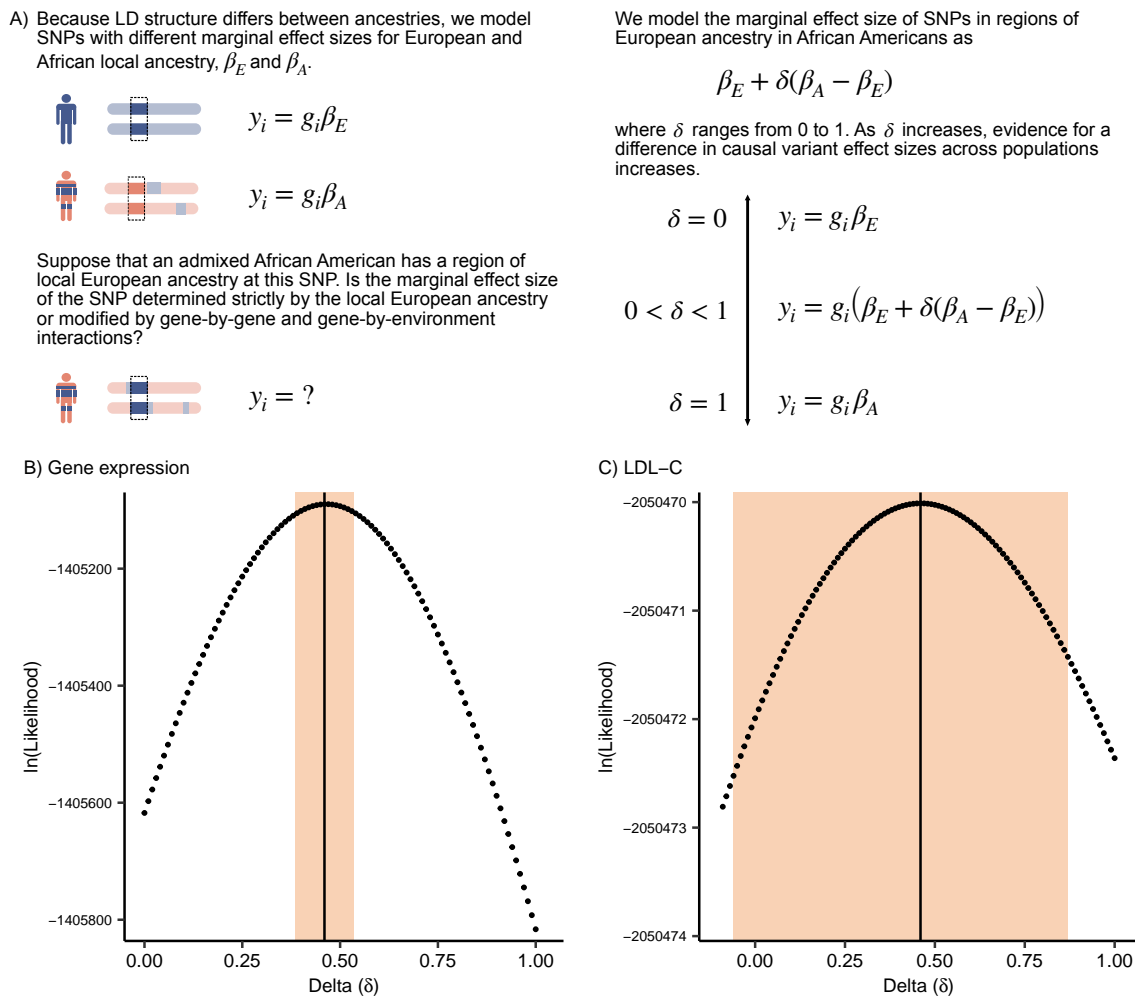 A) Because LD structure differs between ancestries, we model
SNPs with different marginal effect sizes for European and
African local ancestry, β_E and β_A.
y_i = g_iβ_E
y_i = g_iβ_A
Suppose that an admixed African American has a region of
local European ancestry at this SNP. Is the marginal effect size
of the SNP determined strictly by the local European ancestry
or modified by gene-by-gene and gene-by-environment
interactions?
y_i = ?
We model the marginal effect size of SNPs in regions of
European ancestry in African Americans as
β_E + δ(β_A − β_E)
where δ ranges from 0 to 1. As δ increases, evidence for a
difference in causal variant effect sizes across populations
increases.
δ = 0 y_i = g_iβ_E
0 < δ < 1 y_i = g_i(β_E + δ(β_A − β_E))
δ = 1 y_i = g_iβ_A
B) Gene expression
ln(Likelihood)
−1405200
−1405400
−1405600
−1405800
0.00 0.25 0.50 0.75 1.00
Delta (δ)
C) LDL−C
ln(Likelihood)
−2050470
−2050471
−2050472
−2050473
−2050474
0.00 0.25 0.50 0.75 1.00
Delta (δ)